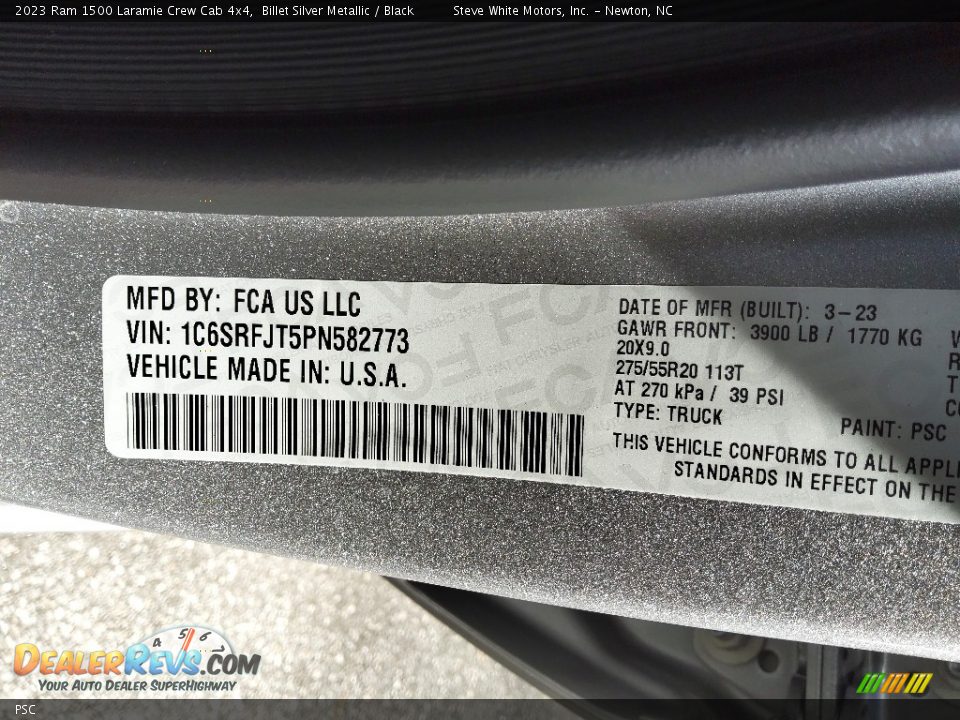 2023 Ram 1500 Laramie Crew Cab 4x4, Billet Silver Metallic / Black Steve White Motors, Inc. - Newton, NC
MFD BY: FCA US LLC
VIN: 1C6SRFJT5PN582773
VEHICLE MADE IN: U.S.A.
DATE OF MFR (BUILT): 3-23
GAWR FRONT: 3900 LB / 1770 KG
20X9.0
275/55R20 113T
AT 270 kPa / 39 PSI
TYPE: TRUCK
PAINT: PSC
THIS VEHICLE CONFORMS TO ALL APPL
STANDARDS IN EFFECT ON THE
4 5 6
DEALERREVS.COM
YOUR AUTO DEALER SUPERHIGHWAY
PSC